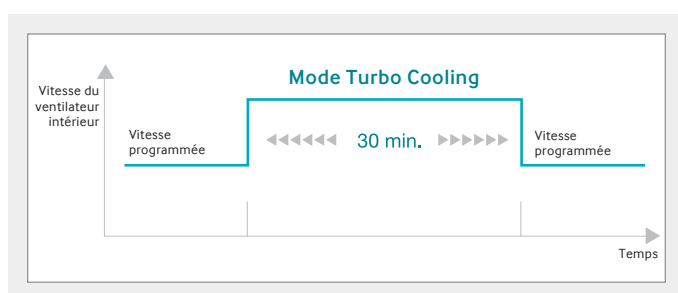 Mode Turbo Cooling
Vitesse du
ventilateur
intérieur
Vitesse
programmée
30 min.
Vitesse
programmée
Temps